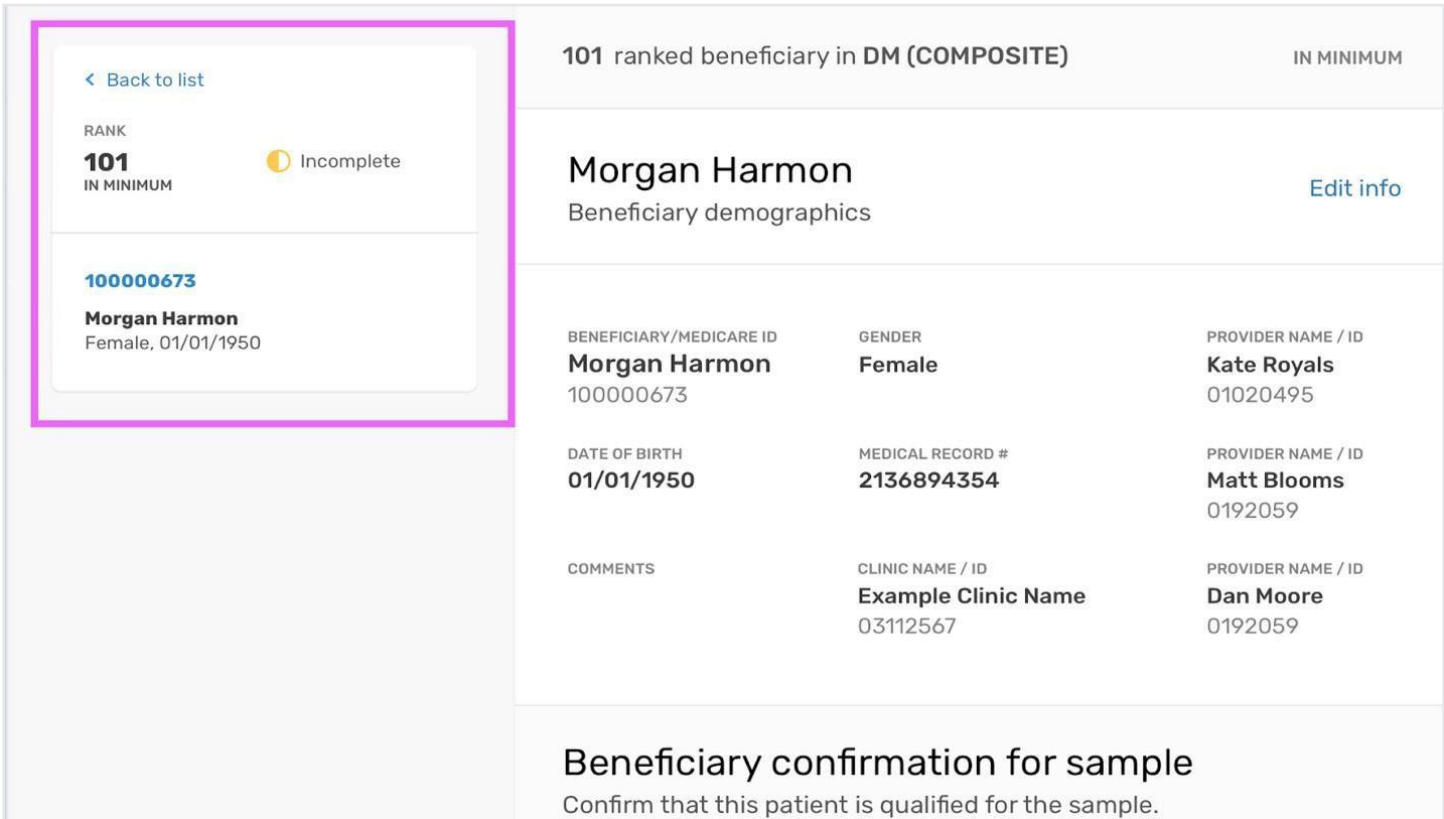 Back to list
RANK
101
Incomplete
IN MINIMUM
100000673
Morgan Harmon
Female, 01/01/1950
101 ranked beneficiary in DM (COMPOSITE)
IN MINIMUM
Morgan Harmon
Edit info
Beneficiary demographics
BENEFICIARY/MEDICARE ID
Morgan Harmon
100000673
GENDER
Female
PROVIDER NAME / ID
Kate Royals
01020495
DATE OF BIRTH
01/01/1950
MEDICAL RECORD #
2136894354
PROVIDER NAME / ID
Matt Blooms
0192059
COMMENTS
CLINIC NAME / ID
Example Clinic Name
03112567
PROVIDER NAME / ID
Dan Moore
0192059
Beneficiary confirmation for sample
Confirm that this patient is qualified for the sample.